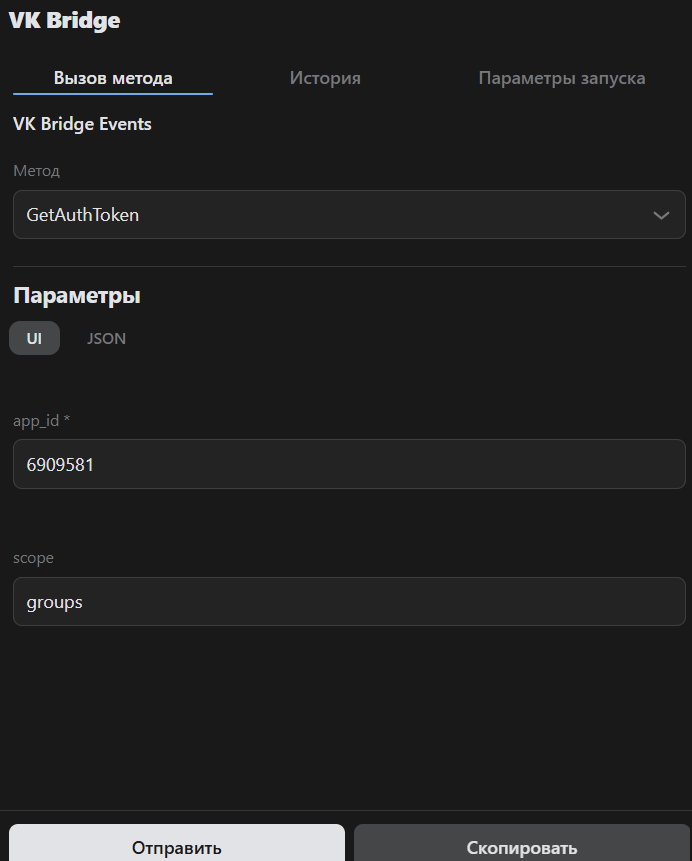 VK Bridge
Вызов метода История Параметры запуска
VK Bridge Events
Метод
GetAuthToken
Параметры
UI JSON
app_id *
6909581
scope
groups
Отправить Скопировать